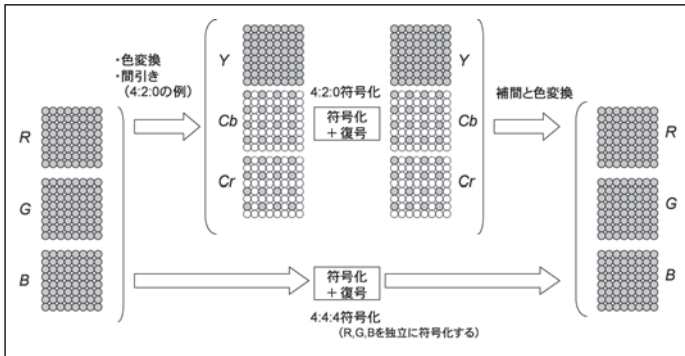 ・色変換
・間引き
（4:2:0の例）
R
G
B
Y
Cb
Cr
4:2:0符号化
符号化
＋復号
Y
Cb
Cr
補間と色変換
R
G
B
符号化
＋復号
4:4:4符号化
（R,G,Bを独立に符号化する）